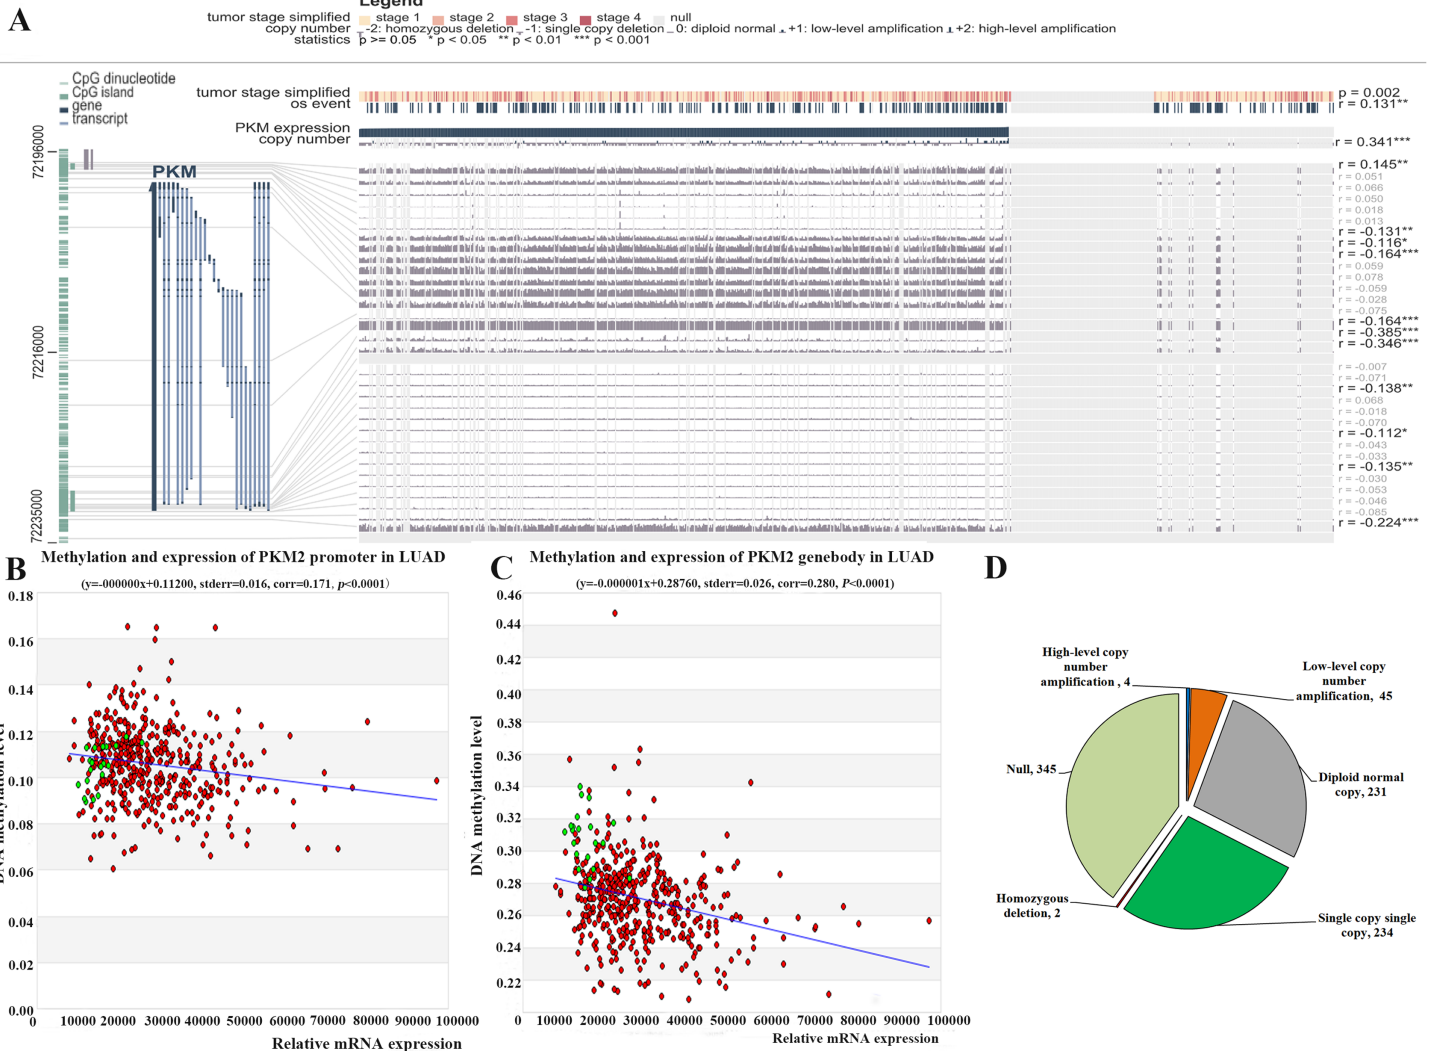 A
Legend
tumor stage simplified stage 1 stage 2 stage 3 stage 4 null
copy number -2: homozygous deletion -1: single copy deletion 0: diploid normal +1: low-level amplification +2: high-level amplification
statistics p >= 0.05 * p < 0.05 ** p < 0.01 *** p < 0.001
CpG dinucleotide
CpG island
gene
transcript
tumor stage simplified
os event
PKM expression
copy number
72196000
72216000
72235000
PKM
p = 0.002
r = 0.131**
r = 0.341***
r = 0.145**
r = 0.051
r = 0.066
r = 0.050
r = 0.018
r = 0.013
r = -0.131**
r = -0.116*
r = -0.164***
r = 0.059
r = 0.078
r = -0.059
r = -0.028
r = -0.075
r = -0.164***
r = -0.385***
r = -0.346***
r = -0.007
r = -0.071
r = -0.138**
r = 0.068
r = -0.018
r = -0.070
r = -0.112*
r = -0.043
r = -0.033
r = -0.135**
r = -0.030
r = -0.053
r = -0.046
r = -0.085
r = -0.224***
B
Methylation and expression of PKM2 promoter in LUAD
(y=-000000x+0.11200, stderr=0.016, corr=0.171, p<0.0001)
0.18
0.16
0.14
0.12
0.10
0.08
0.06
0.04
0.02
0.00
0 10000 20000 30000 40000 50000 60000 70000 80000 90000 100000
Relative mRNA expression
C
Methylation and expression of PKM2 genebody in LUAD
(y=-0.000001x+0.28760, stderr=0.026, corr=0.280, P<0.0001)
DNA methylation level
0.46
0.44
0.42
0.40
0.38
0.36
0.34
0.32
0.30
0.28
0.26
0.24
0.22
0 10000 20000 30000 40000 50000 60000 70000 80000 90000 100000
Relative mRNA expression
D
High-level copy
number
amplification , 4
Low-level copy
number
amplification, 45
Diploid normal
copy, 231
Single copy single
copy, 234
Homozygous
deletion, 2
Null, 345